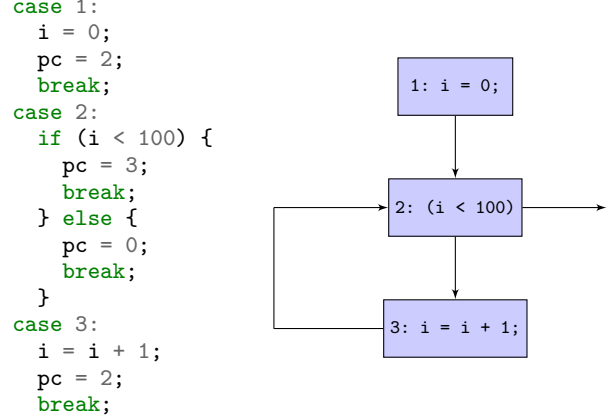 case 1:
  i = 0;
  pc = 2;
  break;
case 2:
  if (i < 100) {
    pc = 3;
    break;
  } else {
    pc = 0;
    break;
  }
case 3:
  i = i + 1;
  pc = 2;
  break;
1: i = 0;
2: (i < 100)
3: i = i + 1;